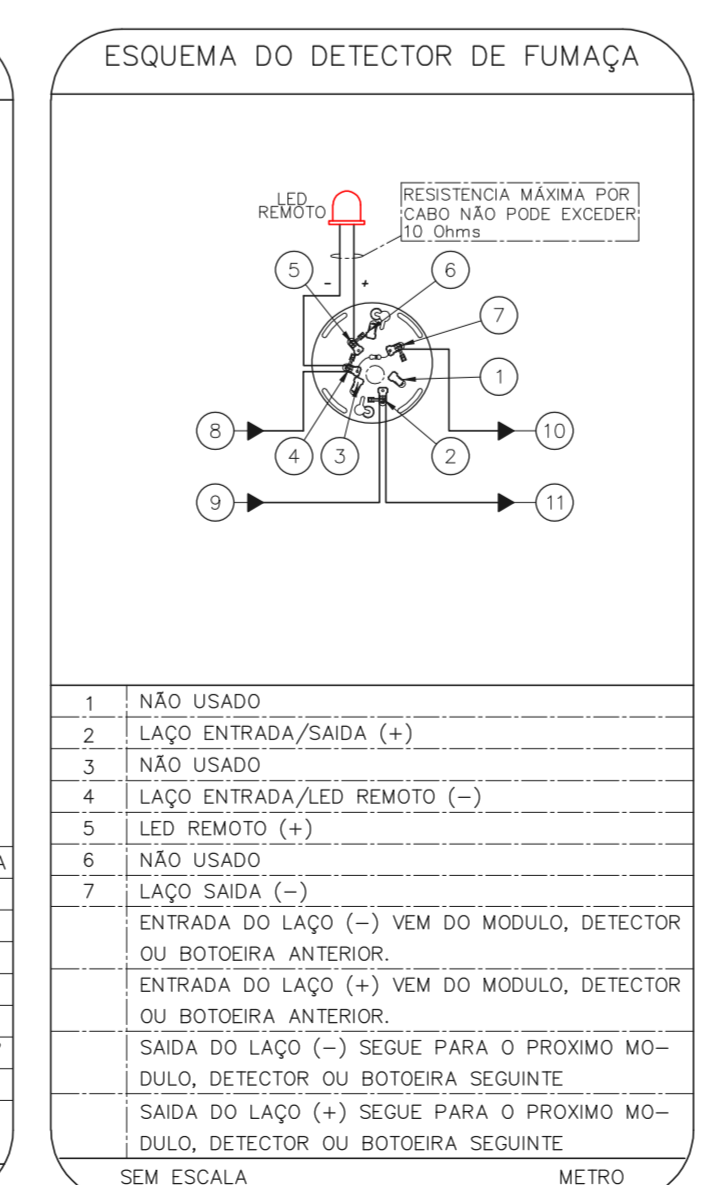 ESQUEMA DO DETECTOR DE FUMAÇA
LED
REMOTO
RESISTENCIA MÁXIMA POR
CABO NÃO PODE EXCEDER
10 Ohms
5
6
- +
7
1
8
10
4
3
2
9
11
1 NÃO USADO
2 LAÇO ENTRADA/SAIDA (+)
3 NÃO USADO
4 LAÇO ENTRADA/LED REMOTO (-)
5 LED REMOTO (+)
A
6 NÃO USADO
7 LAÇO SAIDA (-)
ENTRADA DO LAÇO (-) VEM DO MODULO, DETECTOR
OU BOTOEIRA ANTERIOR.
ENTRADA DO LAÇO (+) VEM DO MODULO, DETECTOR
OU BOTOEIRA ANTERIOR.
SAIDA DO LAÇO (-) SEGUE PARA O PROXIMO MO-
DULO, DETECTOR OU BOTOEIRA SEGUINTE
SAIDA DO LAÇO (+) SEGUE PARA O PROXIMO MO-
DULO, DETECTOR OU BOTOEIRA SEGUINTE
SEM ESCALA METRO